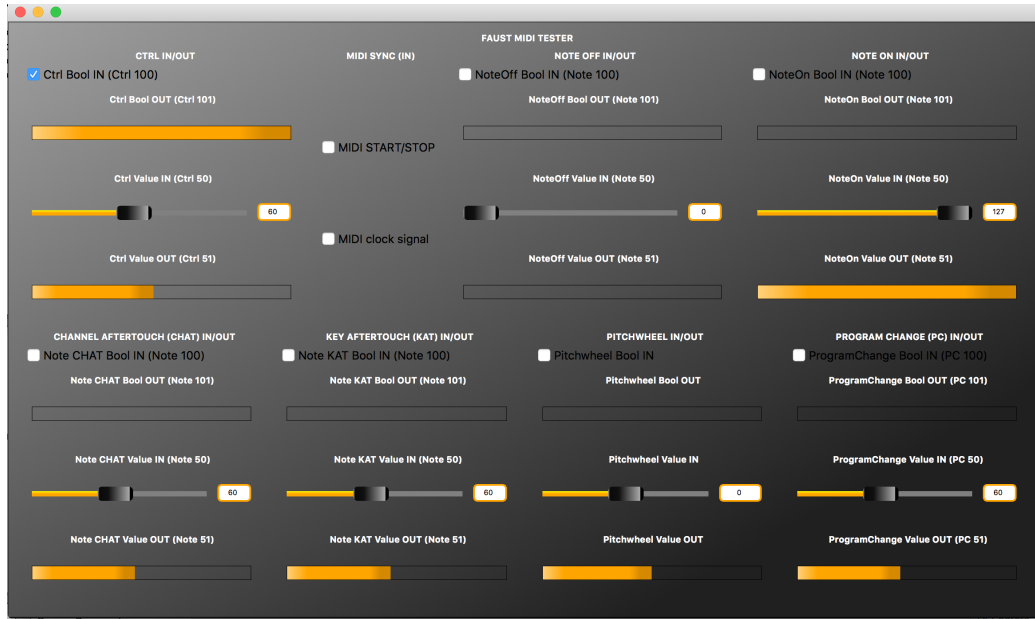 FAUST MIDI TESTER
CTRL IN/OUT
Ctrl Bool IN (Ctrl 100)
Ctrl Bool OUT (Ctrl 101)
Ctrl Value IN (Ctrl 50)
60
Ctrl Value OUT (Ctrl 51)
MIDI SYNC (IN)
MIDI START/STOP
MIDI clock signal
NOTE OFF IN/OUT
NoteOff Bool IN (Note 100)
NoteOff Bool OUT (Note 101)
NoteOff Value IN (Note 50)
0
NoteOff Value OUT (Note 51)
NOTE ON IN/OUT
NoteOn Bool IN (Note 100)
NoteOn Bool OUT (Note 101)
NoteOn Value IN (Note 50)
127
NoteOn Value OUT (Note 51)
CHANNEL AFTERTOUCH (CHAT) IN/OUT
Note CHAT Bool IN (Note 100)
Note CHAT Bool OUT (Note 101)
Note CHAT Value IN (Note 50)
60
Note CHAT Value OUT (Note 51)
KEY AFTERTOUCH (KAT) IN/OUT
Note KAT Bool IN (Note 100)
Note KAT Bool OUT (Note 101)
Note KAT Value IN (Note 50)
60
Note KAT Value OUT (Note 51)
PITCHWHEEL IN/OUT
Pitchwheel Bool IN
Pitchwheel Bool OUT
Pitchwheel Value IN
0
Pitchwheel Value OUT
PROGRAM CHANGE (PC) IN/OUT
ProgramChange Bool IN (PC 100)
ProgramChange Bool OUT (PC 101)
ProgramChange Value IN (PC 50)
60
ProgramChange Value OUT (PC 51)